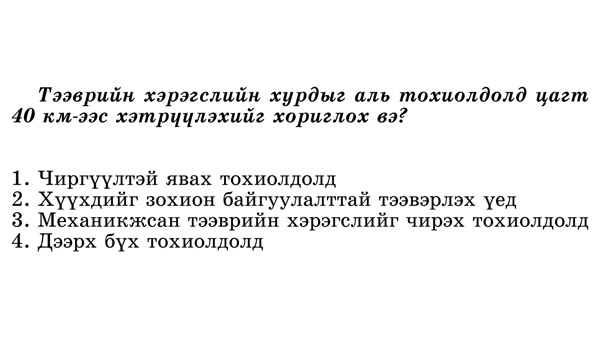 Тээврийн хэрэгслийн хурдыг аль тохиолдолд цагт
40 км-ээс хэтрүүлэхийг хориглох вэ?
1. Чиргүүлтэй явах тохиолдолд
2. Хүүхдийг зохион байгуулалттай тээвэрлэх үед
3. Механикжсан тээврийн хэрэгслийг чирэх тохиолдолд
4. Дээрх бүх тохиолдолд